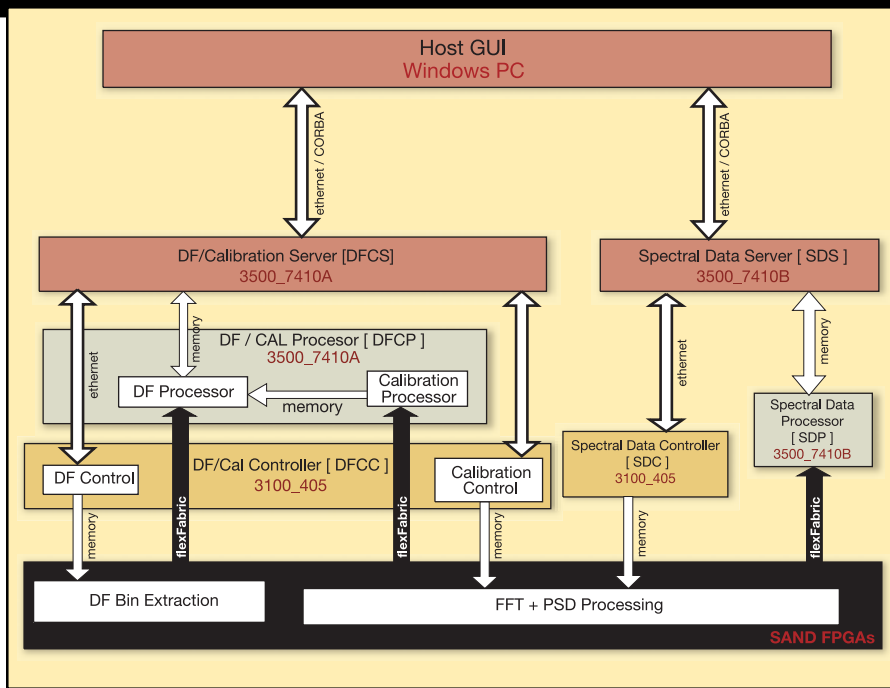 Host GUI
Windows PC
ethernet / CORBA
ethernet / CORBA
DF/Calibration Server [DFCS]
3500_7410A
Spectral Data Server [ SDS ]
3500_7410B
ethernet
memory
DF / CAL Procesor [ DFCP ]
3500_7410A
DF Processor
memory
Calibration
Processor
ethernet
memory
Spectral Data
Processor
[ SDP ]
3500_7410B
DF/Cal Controller [ DFCC ]
3100_405
DF Control
Calibration
Control
Spectral Data Controller
[ SDC ]
3100_405
memory
flexFabric
flexFabric
memory
memory
flexFabric
DF Bin Extraction
FFT + PSD Processing
SAND FPGAs